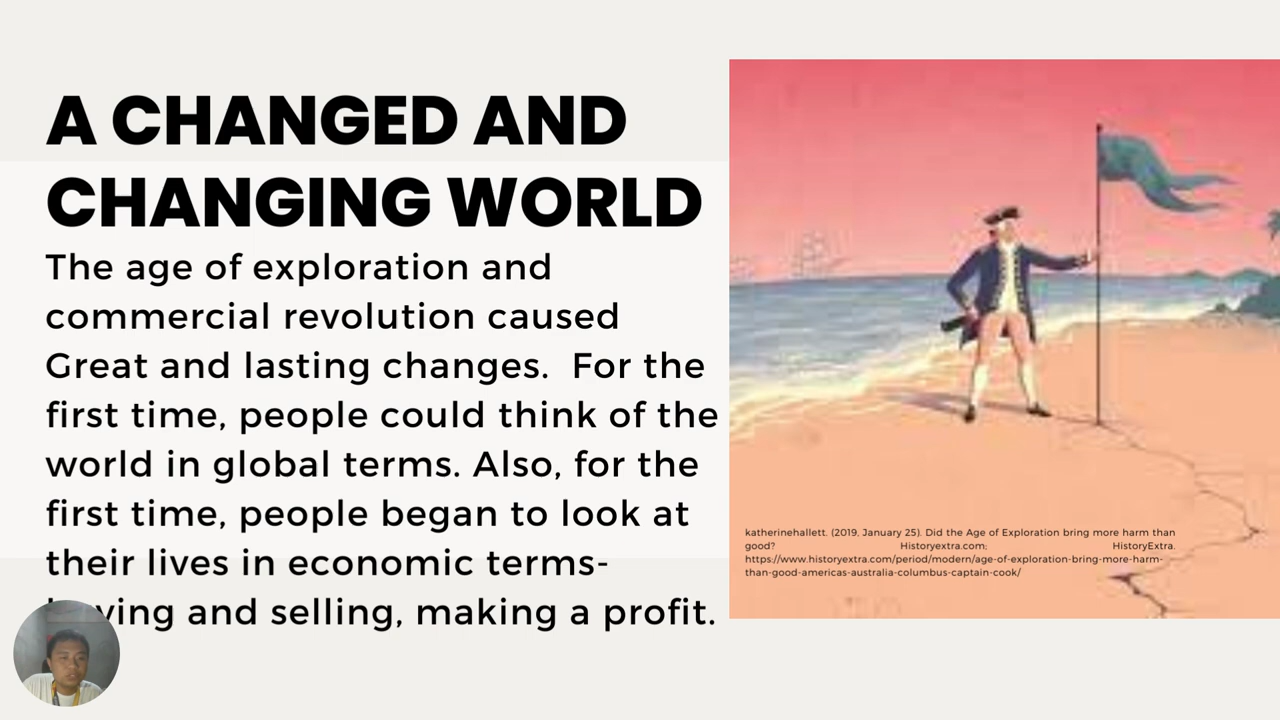 A CHANGED AND
CHANGING WORLD
The age of exploration and
commercial revolution caused
Great and lasting changes.  For the
first time, people could think of the
world in global terms. Also, for the
first time, people began to look at
their lives in economic terms-
and selling, making a profit.
katherinehallett. (2019, January 25). Did the Age of Exploration bring more harm than
good? Historyextra.com; HistoryExtra.
https://www.historyextra.com/period/modern/age-of-exploration-bring-more-harm-
than-good-americas-australia-columbus-captain-cook/